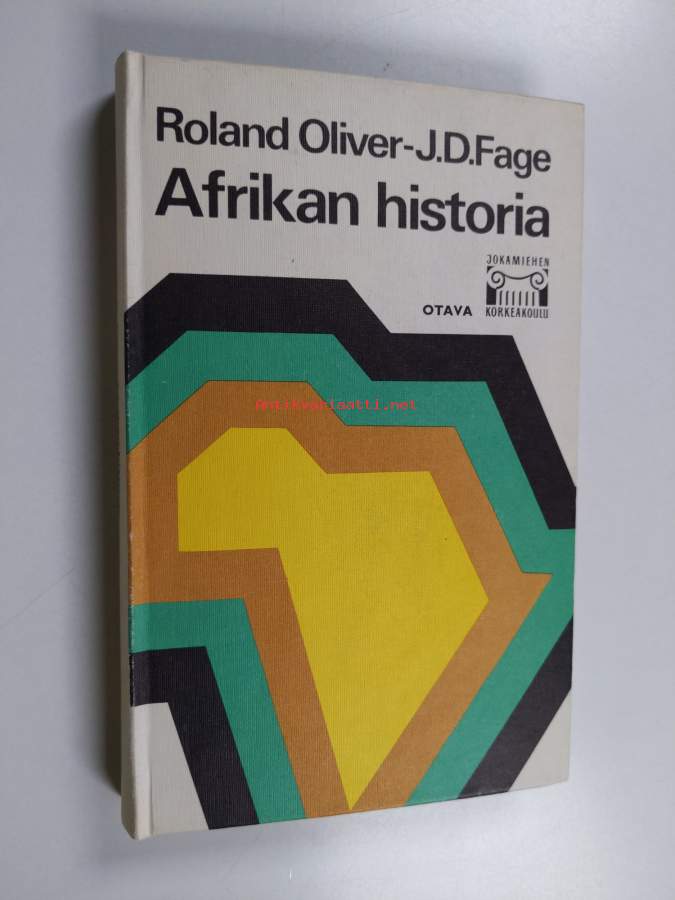 Roland Oliver-J.D.Fage
Afrikan historia
JOKAMIEHEN
OTAVA
KORKEAKOULU
Antikvariaatti.net